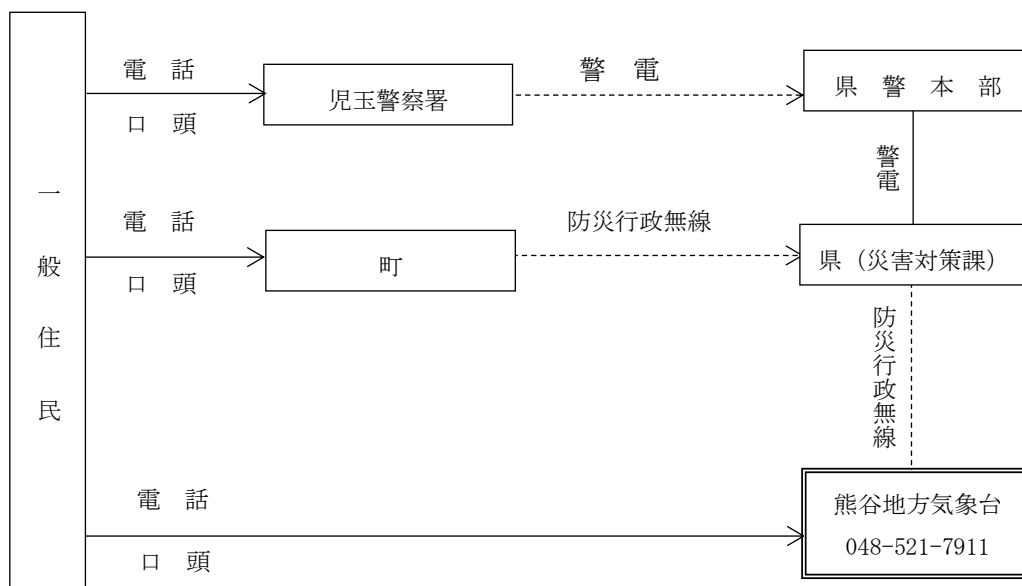 一般住民
電　話
口　頭
児玉警察署
警　電
県　警　本　部
警電
電　話
口　頭
町
防災行政無線
県（災害対策課）
防災行政無線
電　話
口　頭
熊谷地方気象台
048-521-7911